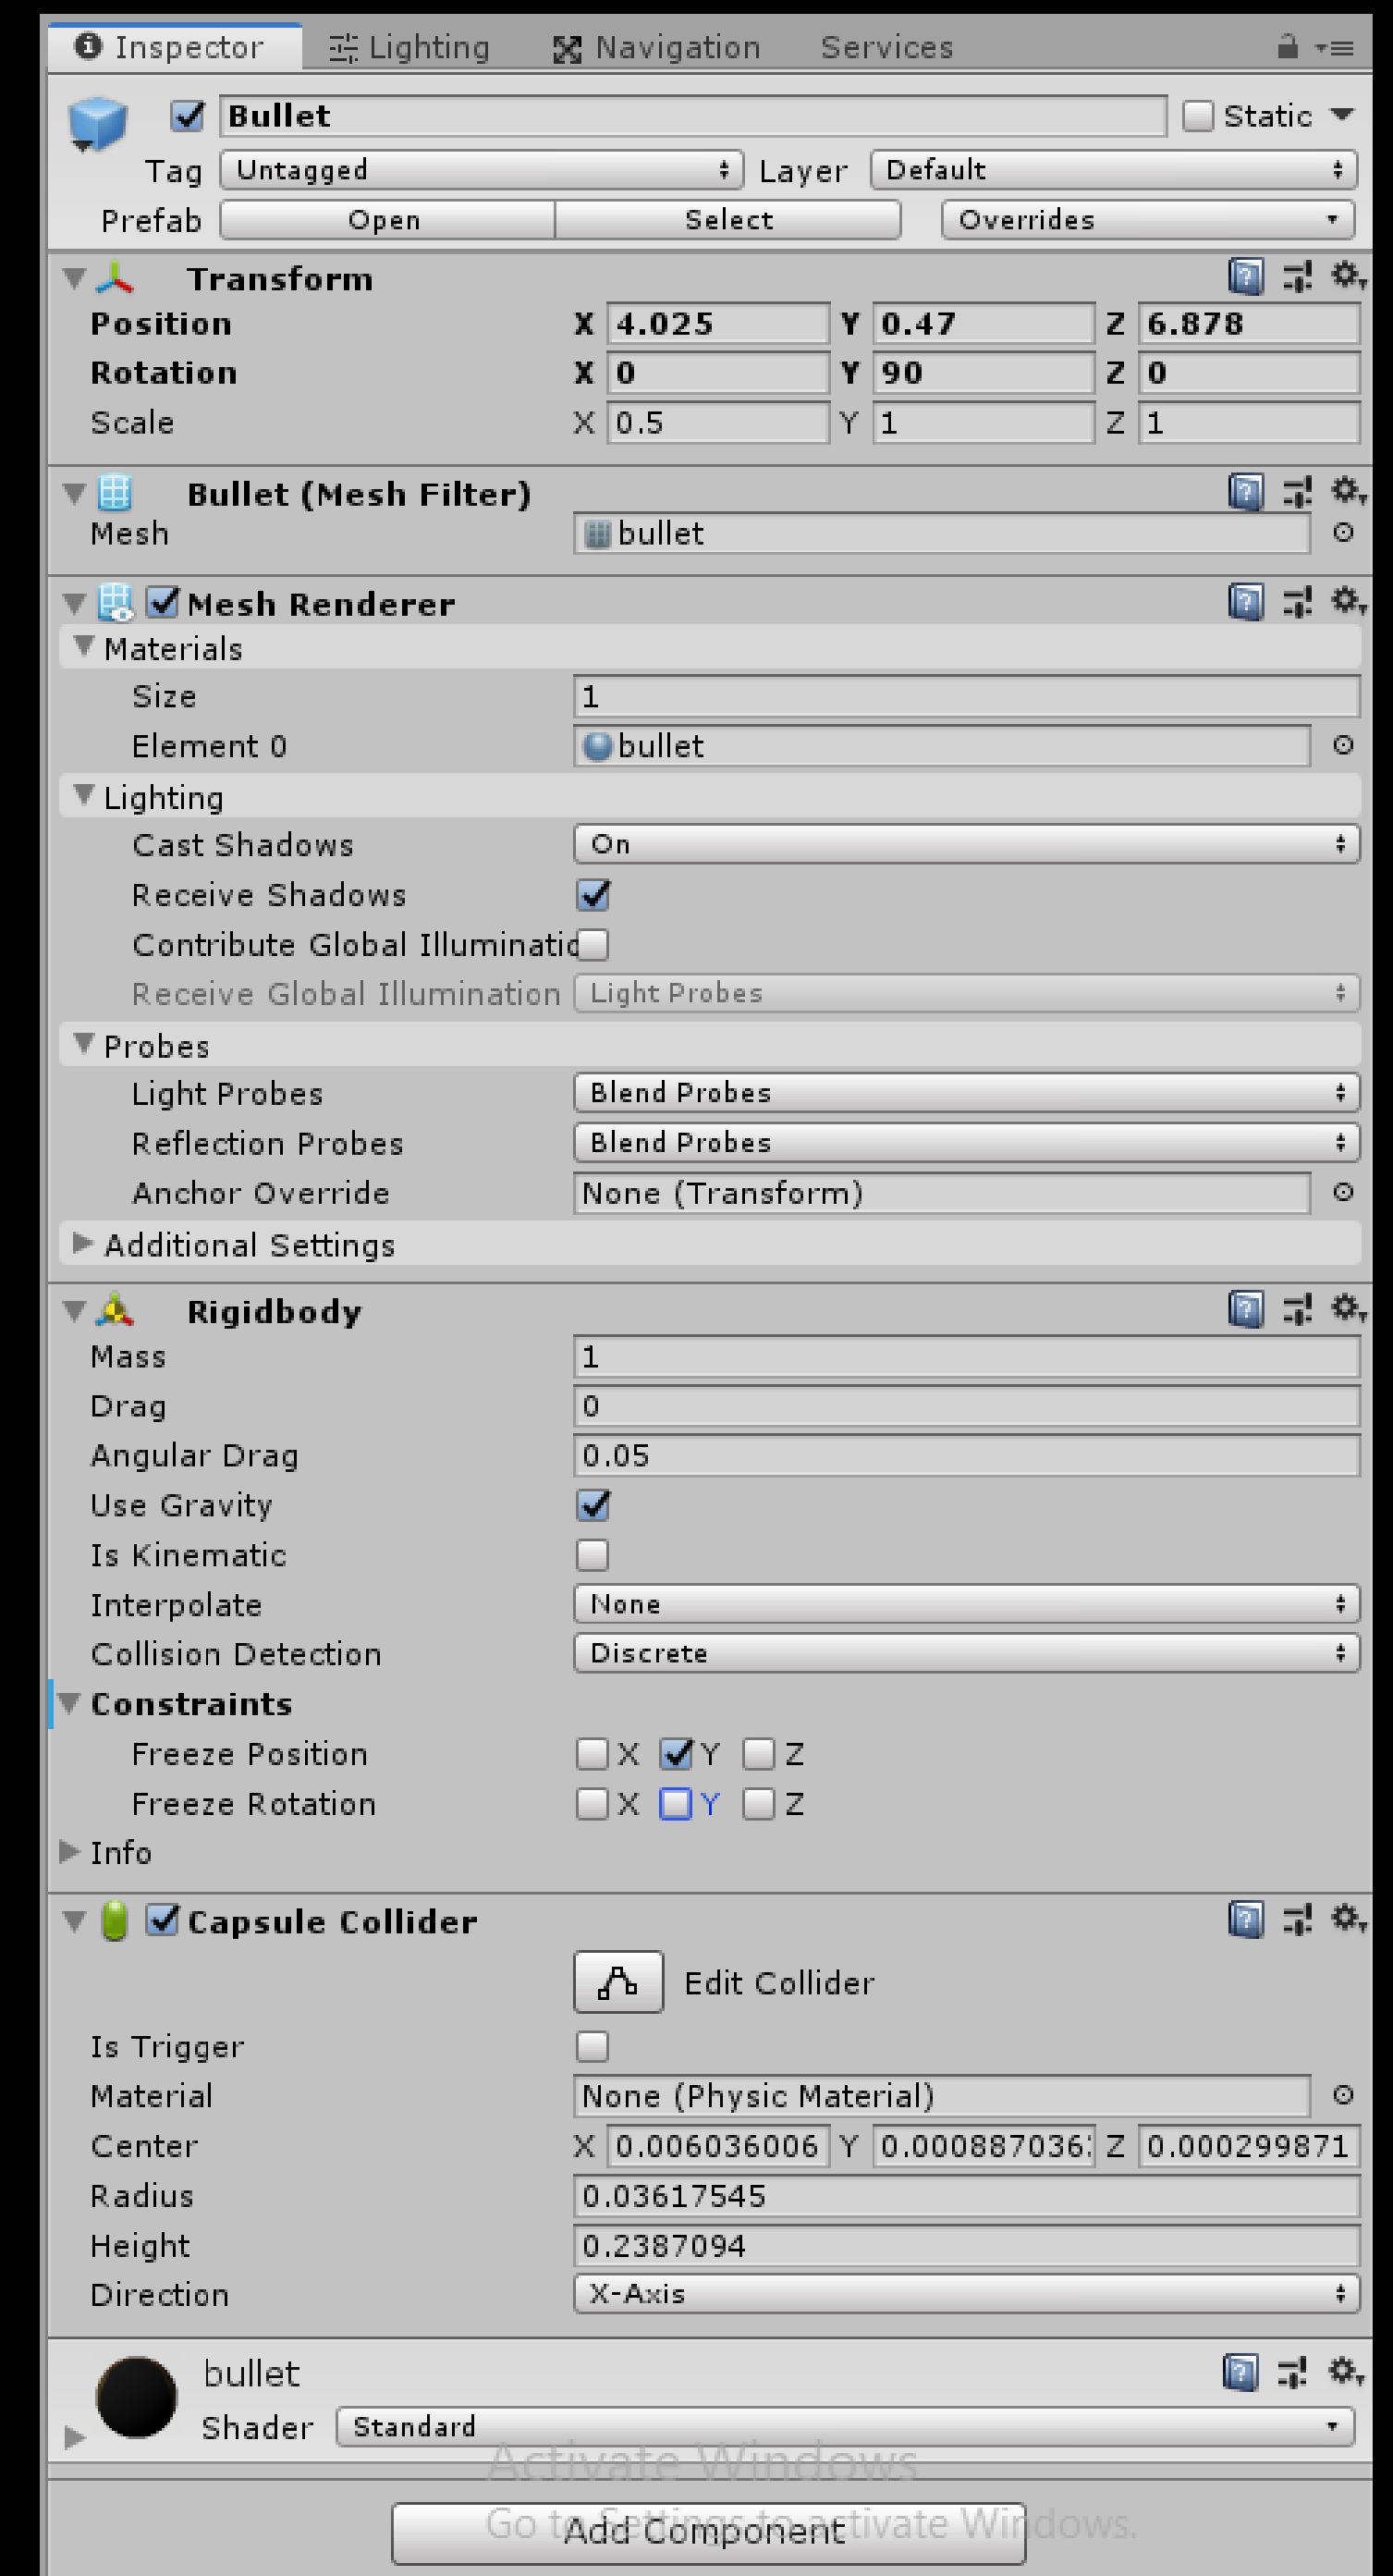 Inspector Lighting Navigation Services
Bullet Static
Tag Untagged Layer Default
Prefab Open Select Overrides
Transform
Position X 4.025 Y 0.47 Z 6.878
Rotation X 0 Y 90 Z 0
Scale X 0.5 Y 1 Z 1
Bullet (Mesh Filter)
Mesh bullet
Mesh Renderer
Materials
Size 1
Element 0 bullet
Lighting
Cast Shadows On
Receive Shadows
Contribute Global Illuminatio
Receive Global Illumination Light Probes
Probes
Light Probes Blend Probes
Reflection Probes Blend Probes
Anchor Override None (Transform)
Additional Settings
Rigidbody
Mass 1
Drag 0
Angular Drag 0.05
Use Gravity
Is Kinematic
Interpolate None
Collision Detection Discrete
Constraints
Freeze Position X Y Z
Freeze Rotation X Y Z
Info
Capsule Collider
Edit Collider
Is Trigger
Material None (Physic Material)
Center X 0.006036006 Y 0.000887036 Z 0.000299871
Radius 0.03617545
Height 0.2387094
Direction X-Axis
bullet
Shader Standard
Activate Windows
Go to Settings to activate Windows.
Add Component